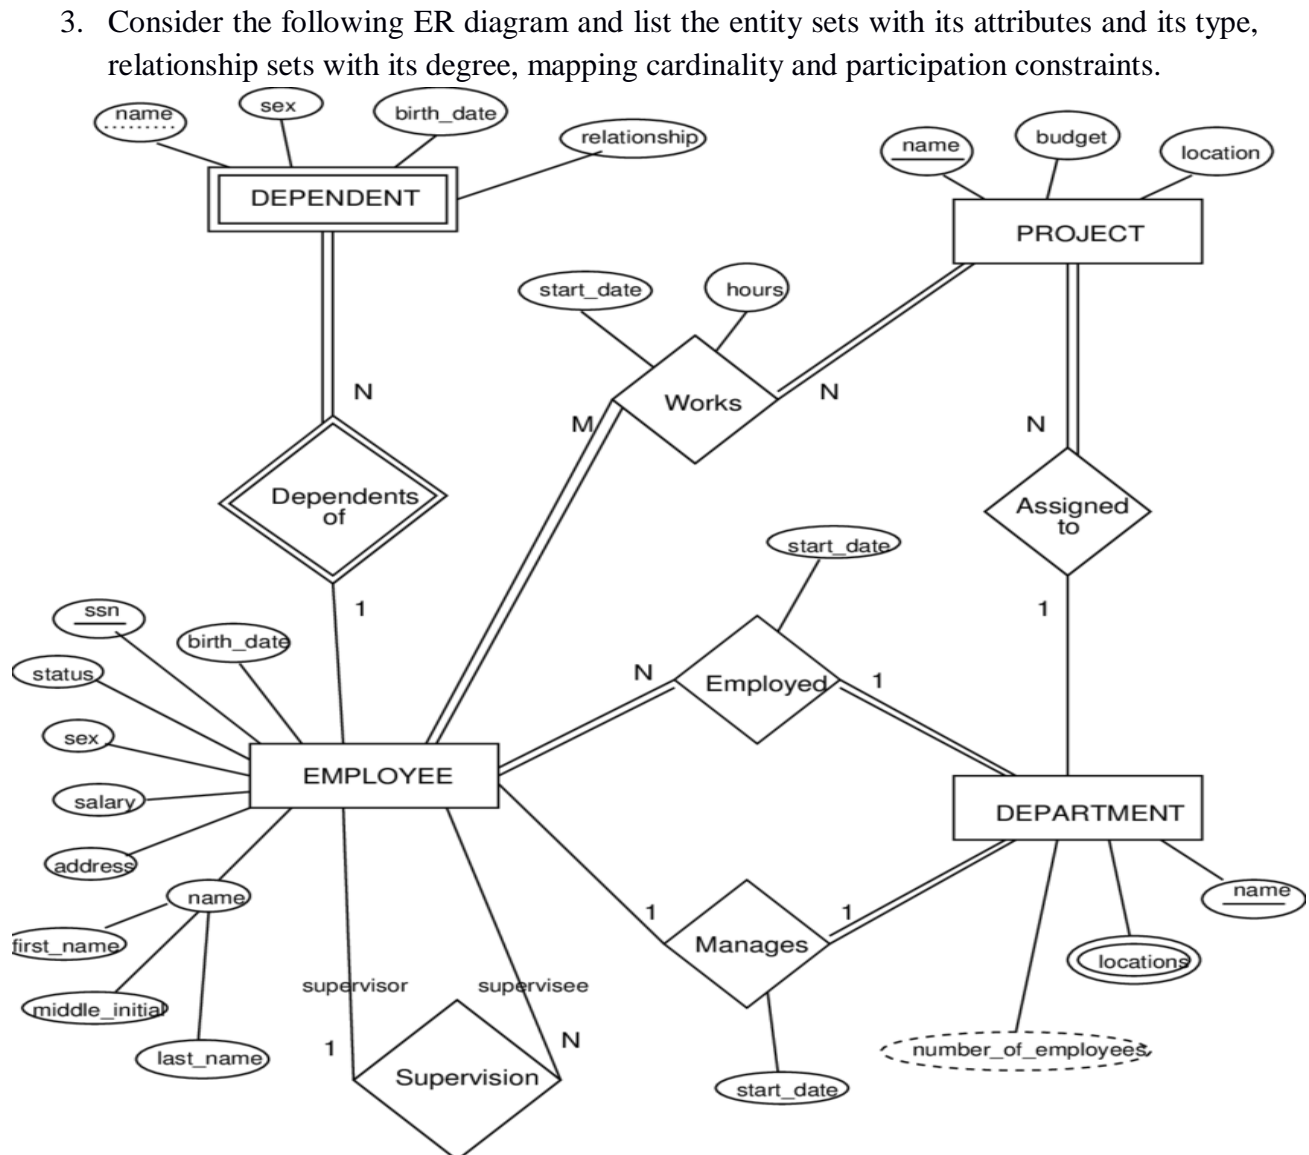 3. Consider the following ER diagram and list the entity sets with its attributes and its type,
relationship sets with its degree, mapping cardinality and participation constraints.
name
sex
birth_date
relationship
DEPENDENT
name
budget
location
PROJECT
start_date
hours
Works
M
N
N
Dependents
of
1
N
Assigned
to
1
start_date
N
Employed
1
ssn
birth_date
status
sex
salary
address
name
first_name
middle_initial
last_name
EMPLOYEE
DEPARTMENT
name
locations
number_of_employees
1
Manages
1
start_date
supervisor
supervisee
1
N
Supervision